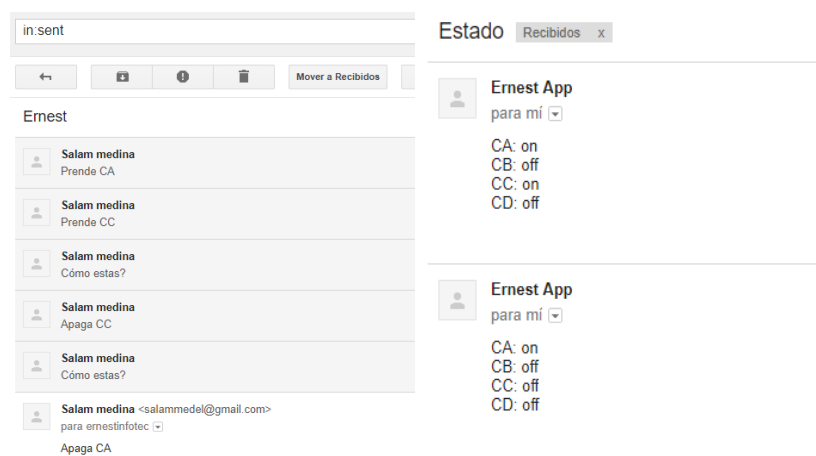 in:sent
Mover a Recibidos
Ernest
Salam medina
Prende CA
Salam medina
Prende CC
Salam medina
Cómo estas?
Salam medina
Apaga CC
Salam medina
Cómo estas?
Salam medina <salammedel@gmail.com>
para ernestinfotec
Apaga CA
Estado Recibidos x
Ernest App
para mí
CA: on
CB: off
CC: on
CD: off
Ernest App
para mí
CA: on
CB: off
CC: off
CD: off